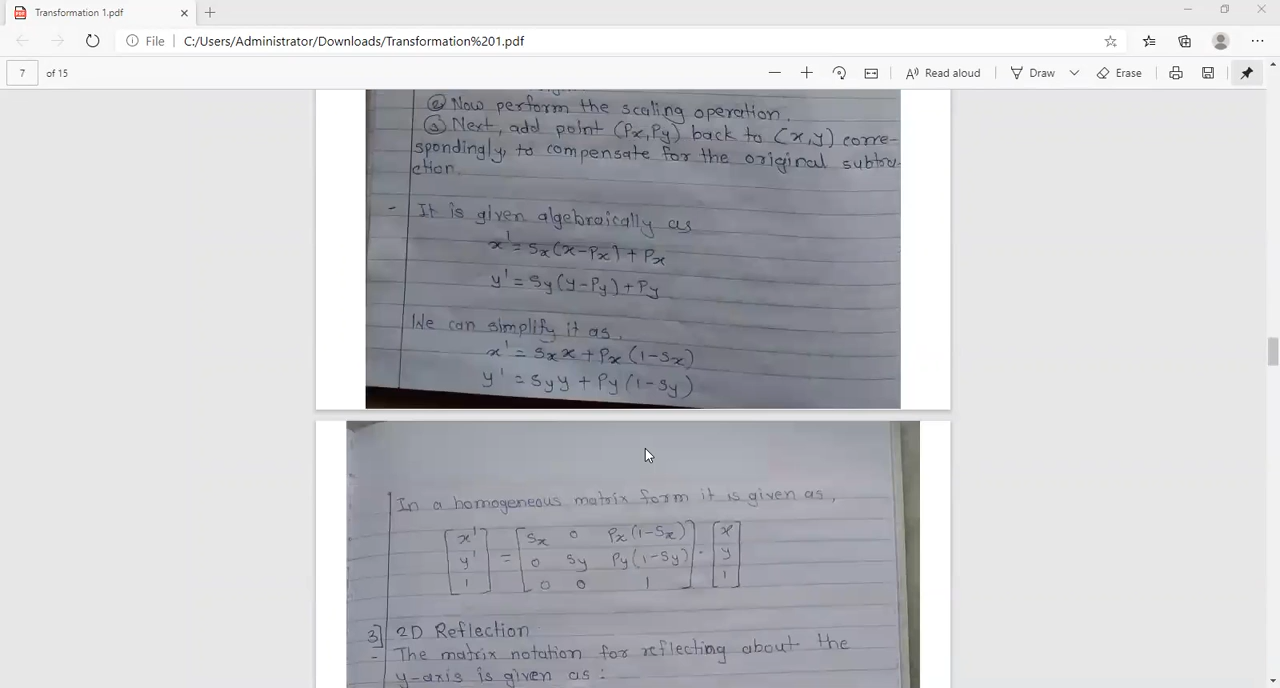 Transformation 1.pdf
File | C:/Users/Administrator/Downloads/Transformation%201.pdf
7 of 15 Read aloud Draw Erase
② Now perform the scaling operation.
③ Next, add point (Px,Py) back to (x,y) corre-
spondingly, to compensate for the original subtra-
ction.
- It is given algebraically as
x' = Sx(x-Px) + Px
y' = Sy(y-Py) + Py
We can simplify it as,
x' = Sxx + Px (1-Sx)
y' = Syy + Py (1-Sy)
In a homogeneous matrix form it is given as,
[x'] = [Sx 0 Px(1-Sx)] . [x]
[y'] [0 Sy Py(1-Sy)] [y]
[1] [0 0 1] [1]
3] 2D Reflection
- The matrix notation for reflecting about the
y-axis is given as: